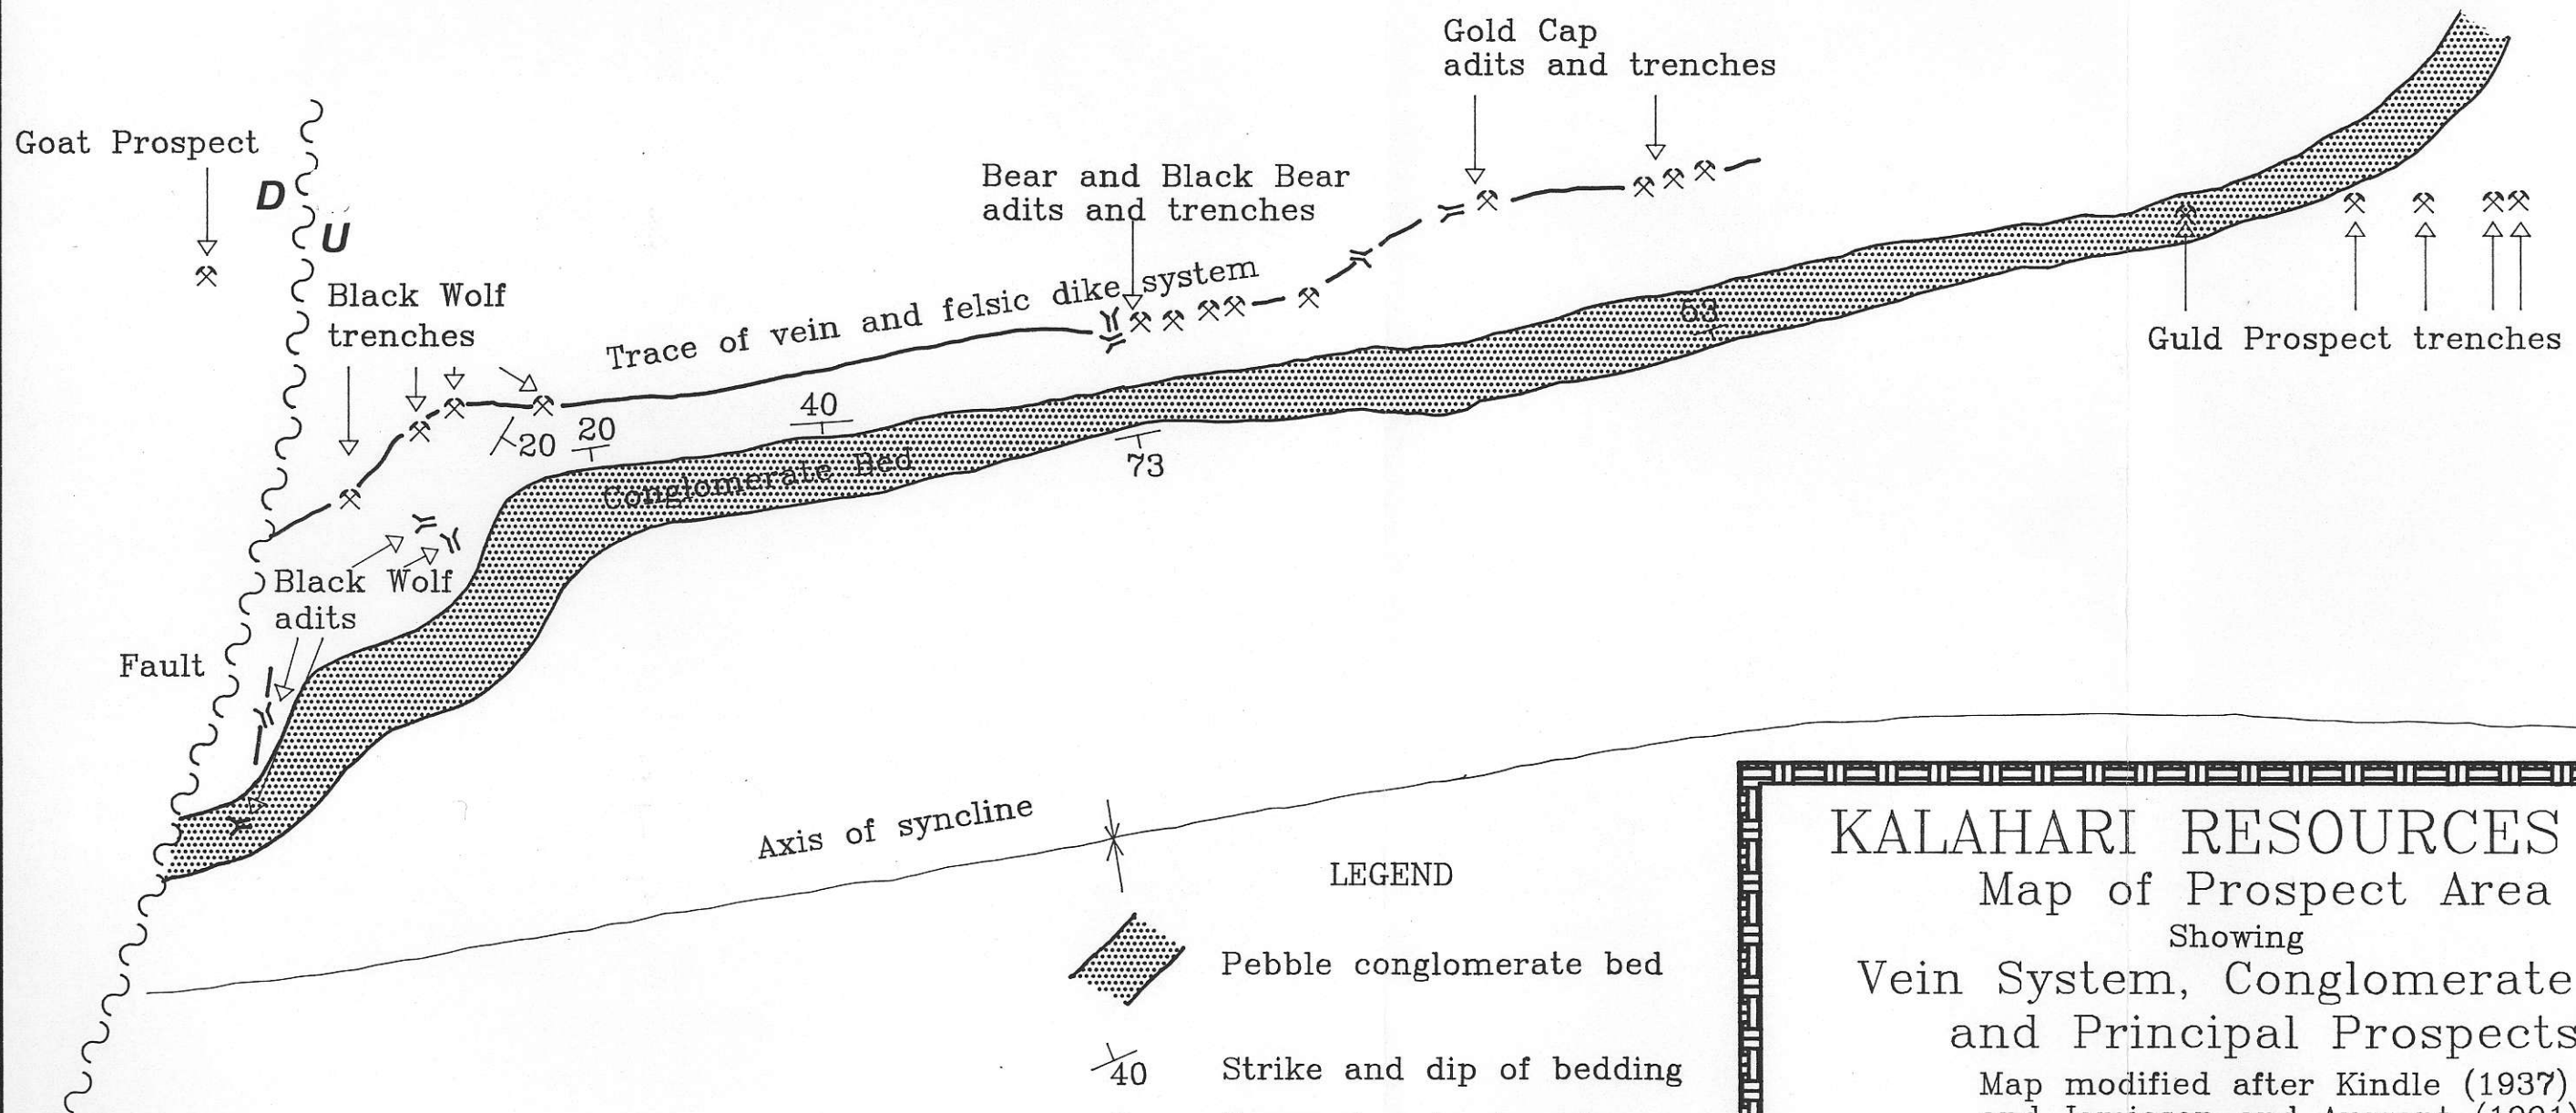 Gold Cap
adits and trenches
Goat Prospect
D
U
Bear and Black Bear
adits and trenches
Black Wolf
trenches
Trace of vein and felsic dike system
53
Guld Prospect trenches
40
20
20
73
Conglomerate Bed
Black Wolf
adits
Fault
Axis of syncline
LEGEND
Pebble conglomerate bed
40
Strike and dip of bedding
KALAHARI RESOURCES
Map of Prospect Area
Showing
Vein System, Conglomerate
and Principal Prospects
Map modified after Kindle (1937)